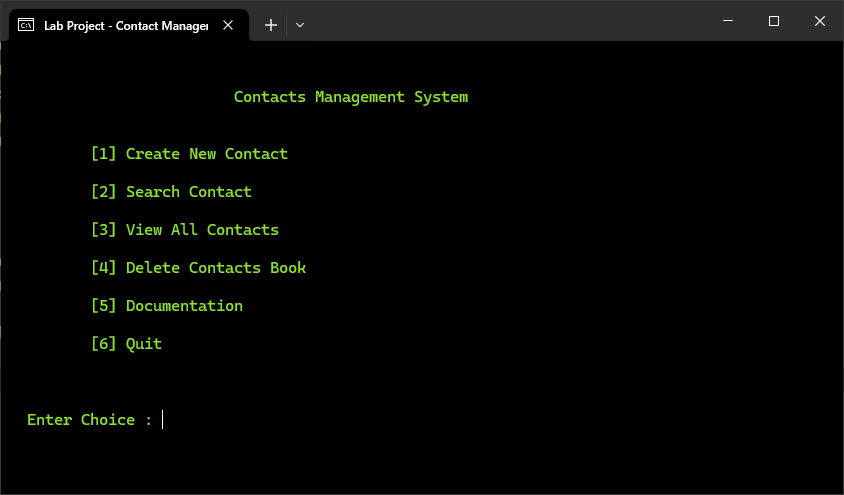 Lab Project - Contact Manager
Contacts Management System
[1] Create New Contact
[2] Search Contact
[3] View All Contacts
[4] Delete Contacts Book
[5] Documentation
[6] Quit
Enter Choice :